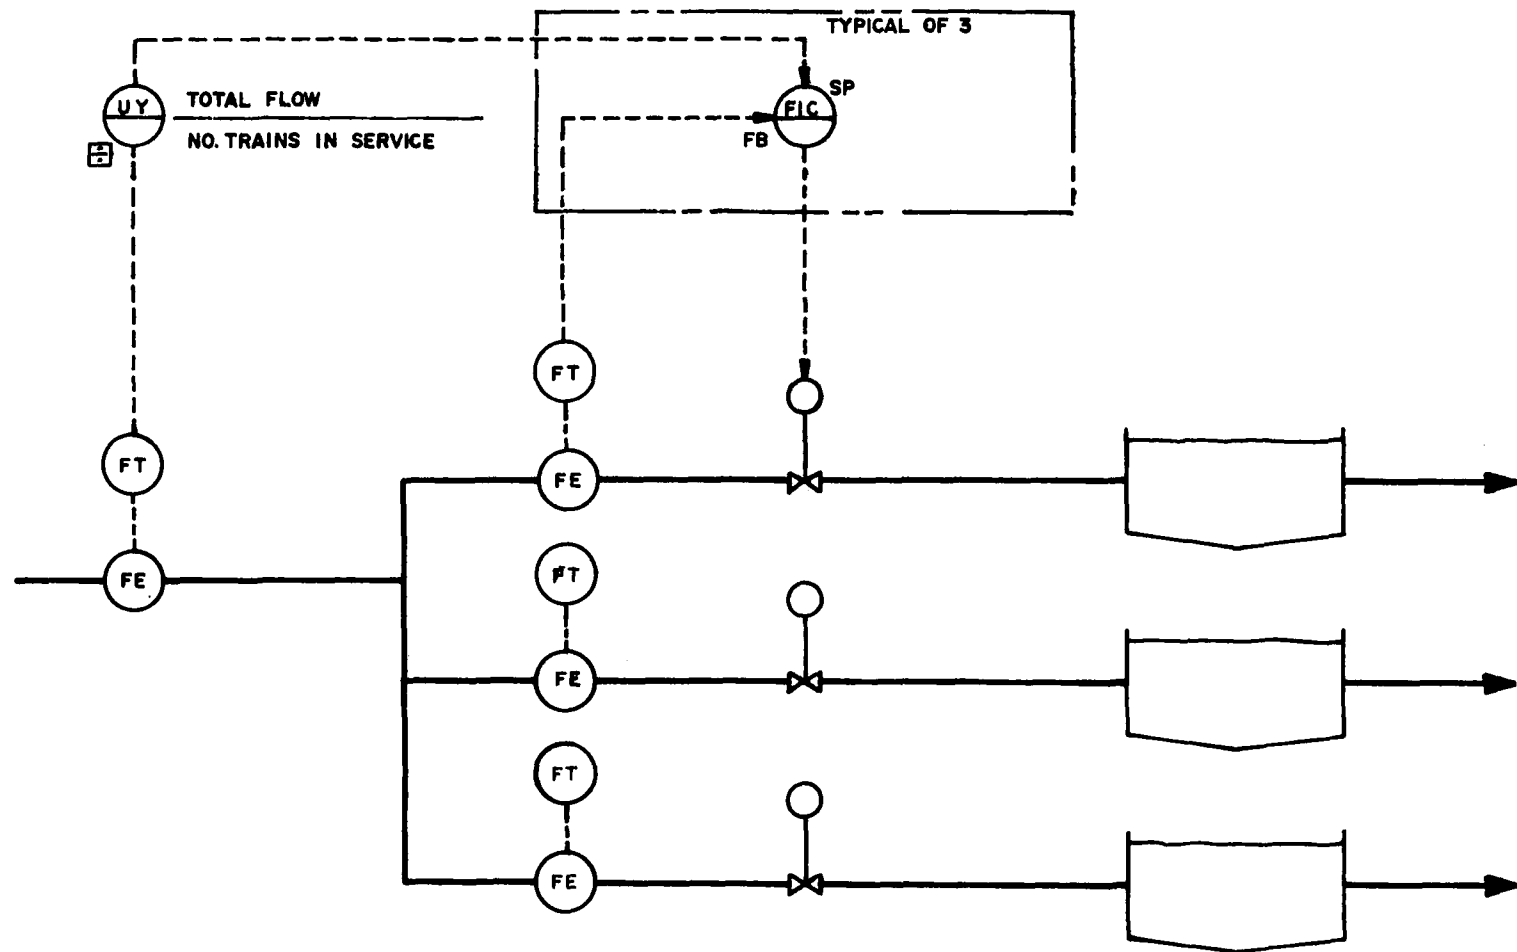 TYPICAL OF 3
UY
TOTAL FLOW
NO. TRAINS IN SERVICE
÷
SP
FIC
FB
FT
FT
FE
FE
FT
FE
FT
FE